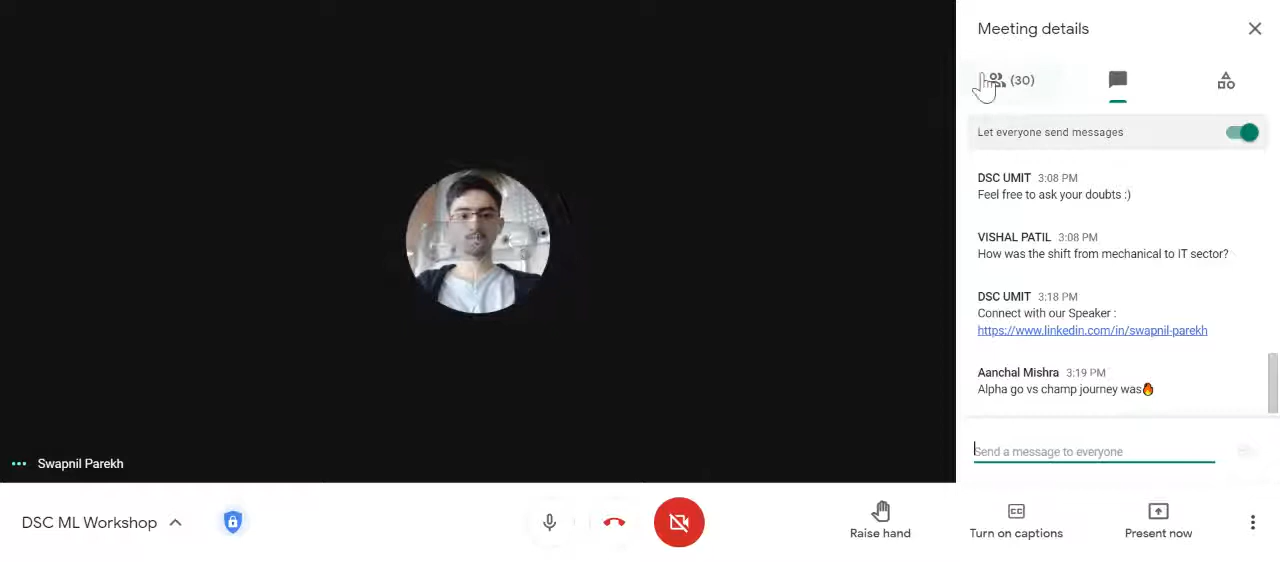 Meeting details
(30)
Let everyone send messages
DSC UMIT 3:08 PM
Feel free to ask your doubts :)
VISHAL PATIL 3:08 PM
How was the shift from mechanical to IT sector?
DSC UMIT 3:18 PM
Connect with our Speaker :
https://www.linkedin.com/in/swapnil-parekh
Aanchal Mishra 3:19 PM
Alpha go vs champ journey was🔥
Send a message to everyone
Swapnil Parekh
DSC ML Workshop
Raise hand
CC
Turn on captions
Present now